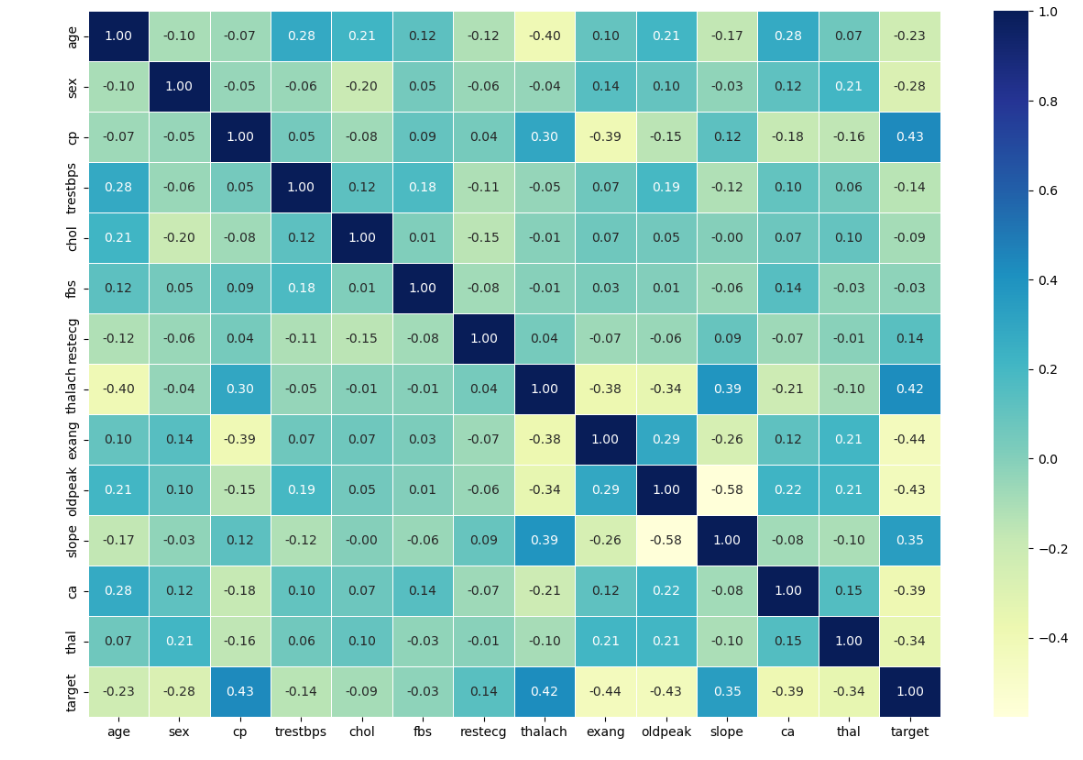 age 1.00 -0.10 -0.07 0.28 0.21 0.12 -0.12 -0.40 0.10 0.21 -0.17 0.28 0.07 -0.23
sex -0.10 1.00 -0.05 -0.06 -0.20 0.05 -0.06 -0.04 0.14 0.10 -0.03 0.12 0.21 -0.28
cp -0.07 -0.05 1.00 0.05 -0.08 0.09 0.04 0.30 -0.39 -0.15 0.12 -0.18 -0.16 0.43
trestbps 0.28 -0.06 0.05 1.00 0.12 0.18 -0.11 -0.05 0.07 0.19 -0.12 0.10 0.06 -0.14
chol 0.21 -0.20 -0.08 0.12 1.00 0.01 -0.15 -0.01 0.07 0.05 -0.00 0.07 0.10 -0.09
fbs 0.12 0.05 0.09 0.18 0.01 1.00 -0.08 -0.01 0.03 0.01 -0.06 0.14 -0.03 -0.03
restecg -0.12 -0.06 0.04 -0.11 -0.15 -0.08 1.00 0.04 -0.07 -0.06 0.09 -0.07 -0.01 0.14
thalach -0.40 -0.04 0.30 -0.05 -0.01 -0.01 0.04 1.00 -0.38 -0.34 0.39 -0.21 -0.10 0.42
exang 0.10 0.14 -0.39 0.07 0.07 0.03 -0.07 -0.38 1.00 0.29 -0.26 0.12 0.21 -0.44
oldpeak 0.21 0.10 -0.15 0.19 0.05 0.01 -0.06 -0.34 0.29 1.00 -0.58 0.22 0.21 -0.43
slope -0.17 -0.03 0.12 -0.12 -0.00 -0.06 0.09 0.39 -0.26 -0.58 1.00 -0.08 -0.10 0.35
ca 0.28 0.12 -0.18 0.10 0.07 0.14 -0.07 -0.21 0.12 0.22 -0.08 1.00 0.15 -0.39
thal 0.07 0.21 -0.16 0.06 0.10 -0.03 -0.01 -0.10 0.21 0.21 -0.10 0.15 1.00 -0.34
target -0.23 -0.28 0.43 -0.14 -0.09 -0.03 0.14 0.42 -0.44 -0.43 0.35 -0.39 -0.34 1.00
age sex cp trestbps chol fbs restecg thalach exang oldpeak slope ca thal target
1.0
0.8
0.6
0.4
0.2
0.0
−0.2
−0.4